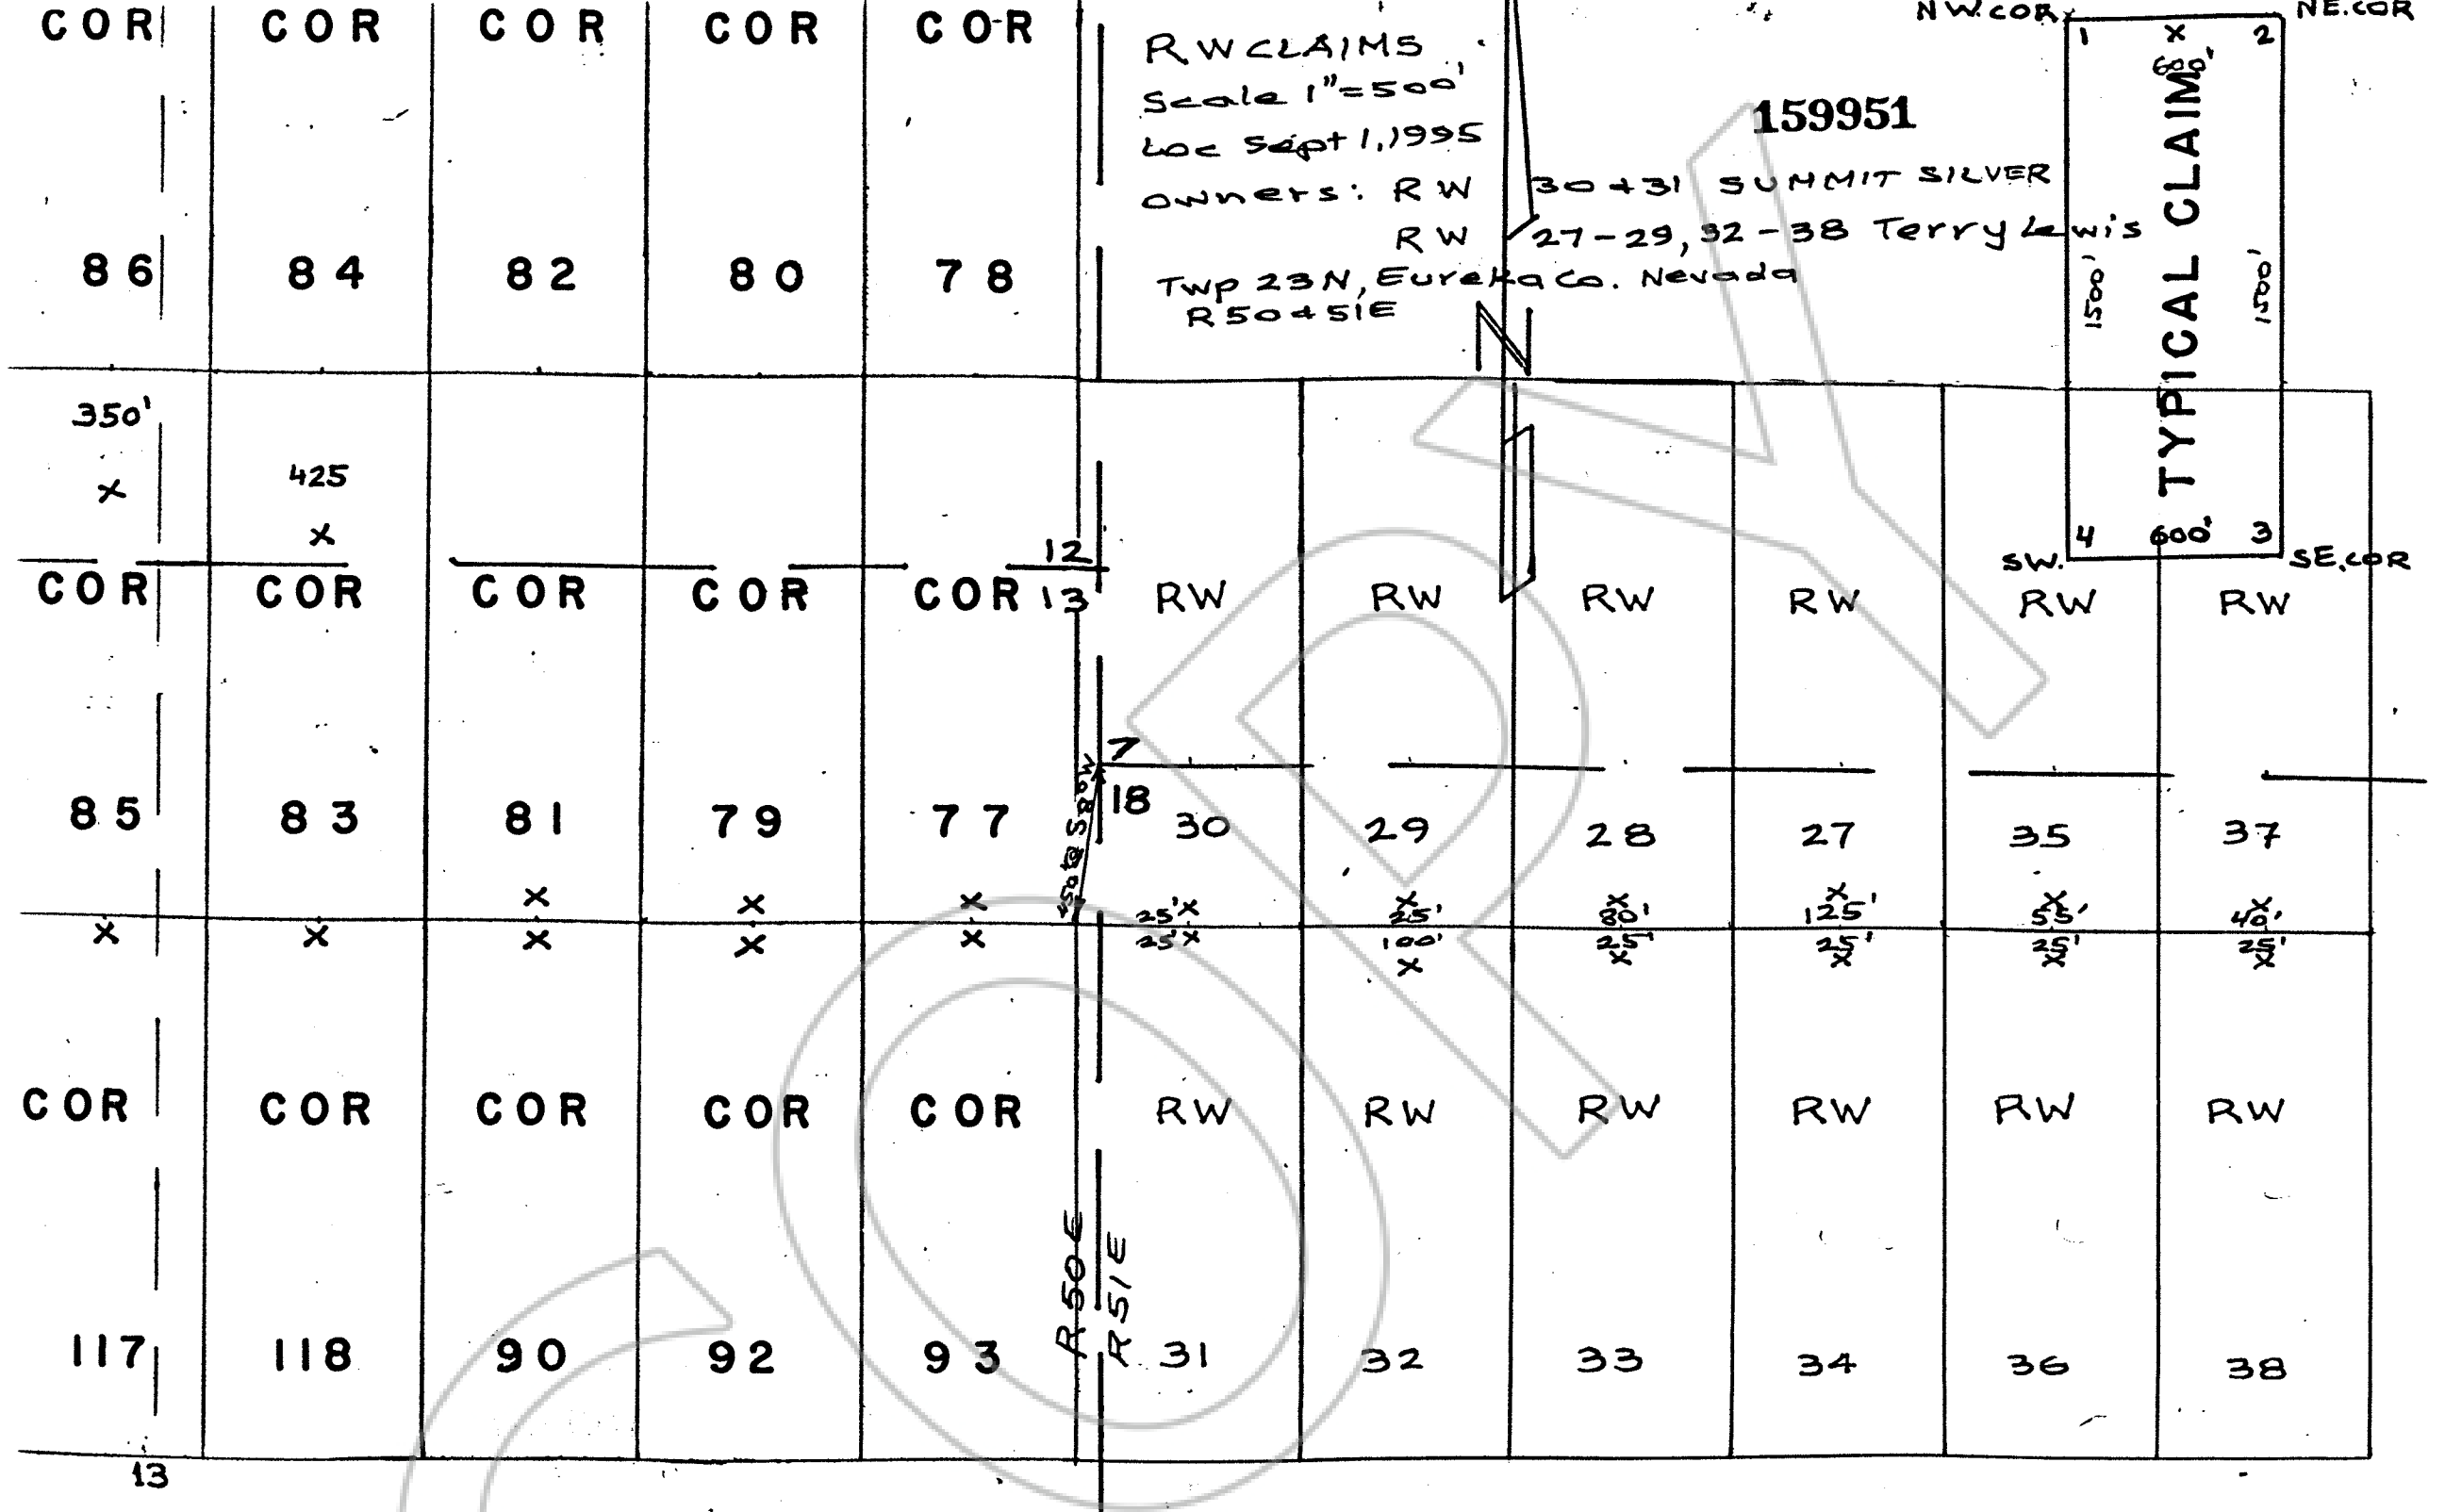 COR COR COR COR COR
RW CLAIMS
Scale 1"=500'
Loc Sept 1, 1995
159951
owners: RW 30 + 31 SUMMIT SILVER
RW 27-29, 32-38 Terry Lewis
Twp 23N, Eureka Co. Nevada
R50 + 51E
N
NW.COR NE.COR
1 X 2
600'
TYPICAL CLAIM
1500' 1500'
4 600' 3
SW. SE.COR
86 84 82 80 78
350'
X
425
X
12
COR COR COR COR COR 13 RW RW RW RW RW RW
7
18
85 83 81 79 77 30 29 28 27 35 37
X X X 25'X X X X X X
25' 80' 125' 55' 40'
X X X X X 25'X 100' 25' 25' 25' 25'
X X X X X
COR COR COR COR COR RW RW RW RW RW RW
R50E
R51E
117 118 90 92 93 31 32 33 34 36 38
13
COPY